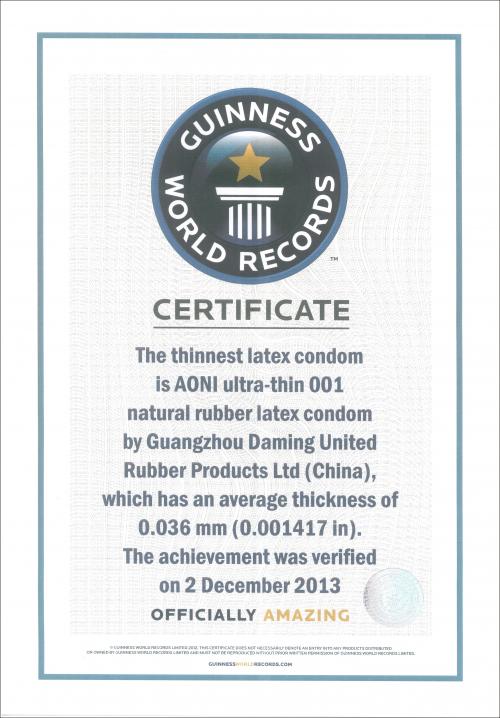 GUINNESS
WORLD RECORDS
TM
CERTIFICATE
The thinnest latex condom
is AONI ultra-thin 001
natural rubber latex condom
by Guangzhou Daming United
Rubber Products Ltd (China),
which has an average thickness of
0.036 mm (0.001417 in).
The achievement was verified
on 2 December 2013
OFFICIALLY AMAZING
© GUINNESS WORLD RECORDS LIMITED 2012. THIS CERTIFICATE DOES NOT NECESSARILY DENOTE AN ENTRY INTO ANY PRODUCTS DISTRIBUTED
OR OWNED BY GUINNESS WORLD RECORDS LIMITED AND MUST NOT BE REPRODUCED WITHOUT PRIOR WRITTEN PERMISSION OF GUINNESS WORLD RECORDS LIMITED.
GUINNESSWORLDRECORDS.COM